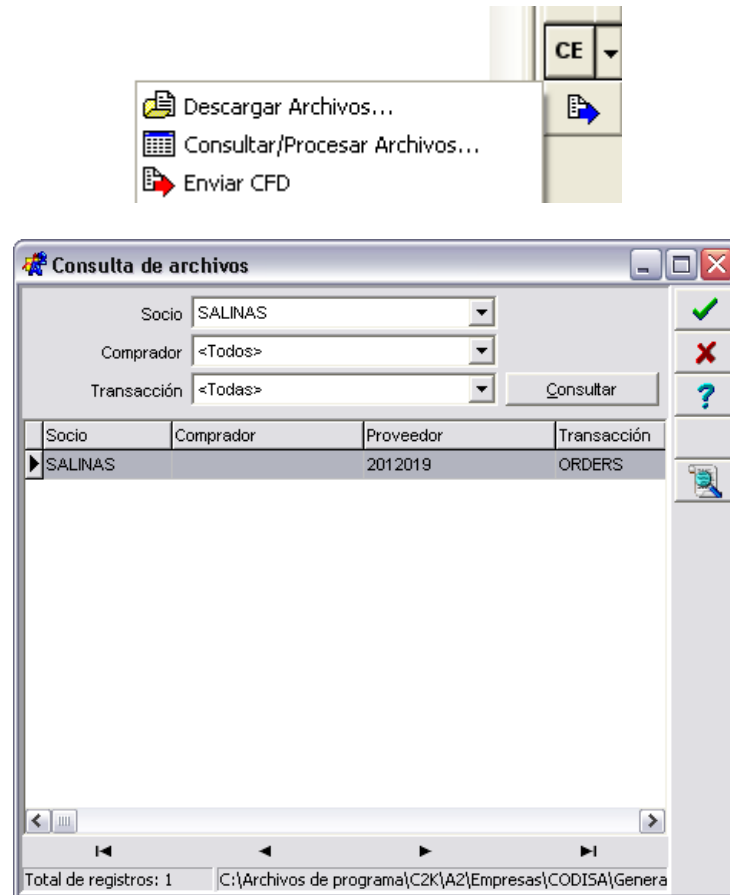 CE
Descargar Archivos...
Consultar/Procesar Archivos...
Enviar CFD
Consulta de archivos
Socio SALINAS
Comprador <Todos>
Transacción <Todas> Consultar
Socio Comprador Proveedor Transacción
SALINAS 2012019 ORDERS
Total de registros: 1 C:\Archivos de programa\C2K\A2\Empresas\CODISA\Genera